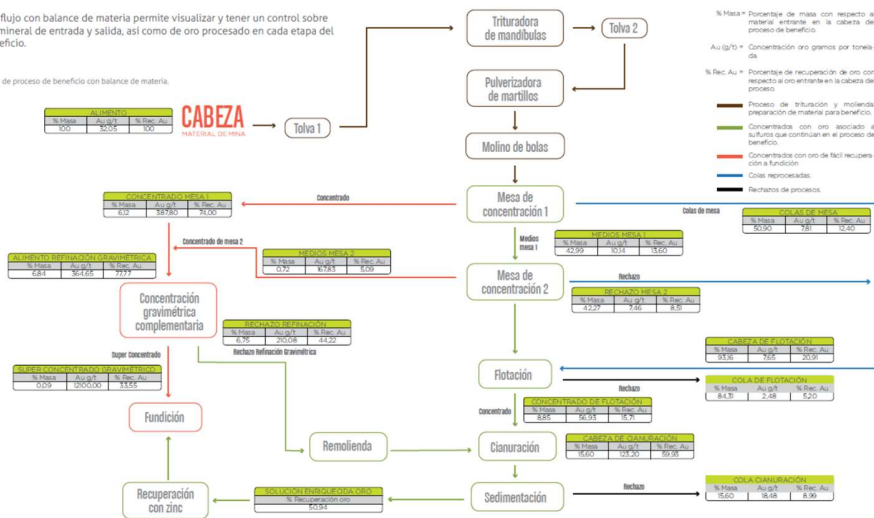 flujo con balance de materia permite visualizar y tener un control sobre
mineral de entrada y salida, asi como de oro procesado en cada etapa del
eficio.
de proceso de beneficio con balance de materia.
% Masa = Porcentaje de masa con respecto al
material entrante en la cabeza de
proceso de beneficio.
Au (g/t) = Concentración oro gramos por tonela-
da.
% Rec. Au = Porcentaje de recuperación de oro con
respecto al oro entrante en la cabeza de
proceso.
Proceso de trituración y molienda
preparación de material para beneficio.
Concentrados con oro asociado a
sulfuros que continúan en el proceso de
beneficio.
Concentrados con oro de fácil recupera-
ción a fundición
Colas reprocesadas.
Rechazos de procesos.
Trituradora
de mandíbulas
Tolva 2
Pulverizadora
de martillos
Molino de bolas
ALIMENTO
% Masa Au g/t % Rec. Au
100 32,05 100
CABEZA
MATERIAL DE MINA
Tolva 1
Mesa de
concentración 1
Concentrado
CONCENTRADO MESA 1
% Masa Au g/t % Rec. Au
6,12 387,80 74,00
Colas de mesa
COLAS DE MESA
% Masa Au g/t % Rec. Au
50,90 7,81 12,40
Medios
mesa 1
MEDIOS MESA 1
% Masa Au g/t % Rec. Au
42,99 10,14 13,60
Concentrado de mesa 2
MEDIOS MESA 2
% Masa Au g/t % Rec. Au
0,72 167,83 5,09
Mesa de
concentración 2
Rechazo
RECHAZO MESA 2
% Masa Au g/t % Rec. Au
42,27 7,46 8,51
ALIMENTO REFINACIÓN GRAVIMÉTRICA
% Masa Au g/t % Rec. Au
6,84 364,65 77,77
Concentración
gravimétrica
complementaria
RECHAZO REFINACIÓN
% Masa Au g/t % Rec. Au
6,75 210,08 44,22
Rechazo Refinación Gravimétrica
Super Concentrado
SUPER CONCENTRADO GRAVIMÉTRICO
% Masa Au g/t % Rec. Au
0,09 12100,00 33,55
CABEZA DE FLOTACIÓN
% Masa Au g/t % Rec. Au
93,16 7,65 20,91
Flotación
Rechazo
COLA DE FLOTACIÓN
% Masa Au g/t % Rec. Au
84,31 2,48 5,20
Concentrado
CONCENTRADO DE FLOTACIÓN
% Masa Au g/t % Rec. Au
8,85 56,93 15,71
Fundición
Remolienda
Cianuración
CABEZA DE CIANURACIÓN
% Masa Au g/t % Rec. Au
15,60 123,20 59,93
Recuperación
con zinc
SOLUCIÓN ENRIQUECIDA ORO
% Recuperación oro
50,94
Sedimentación
Rechazo
COLA CIANURACIÓN
% Masa Au g/t % Rec. Au
15,60 18,48 8,99